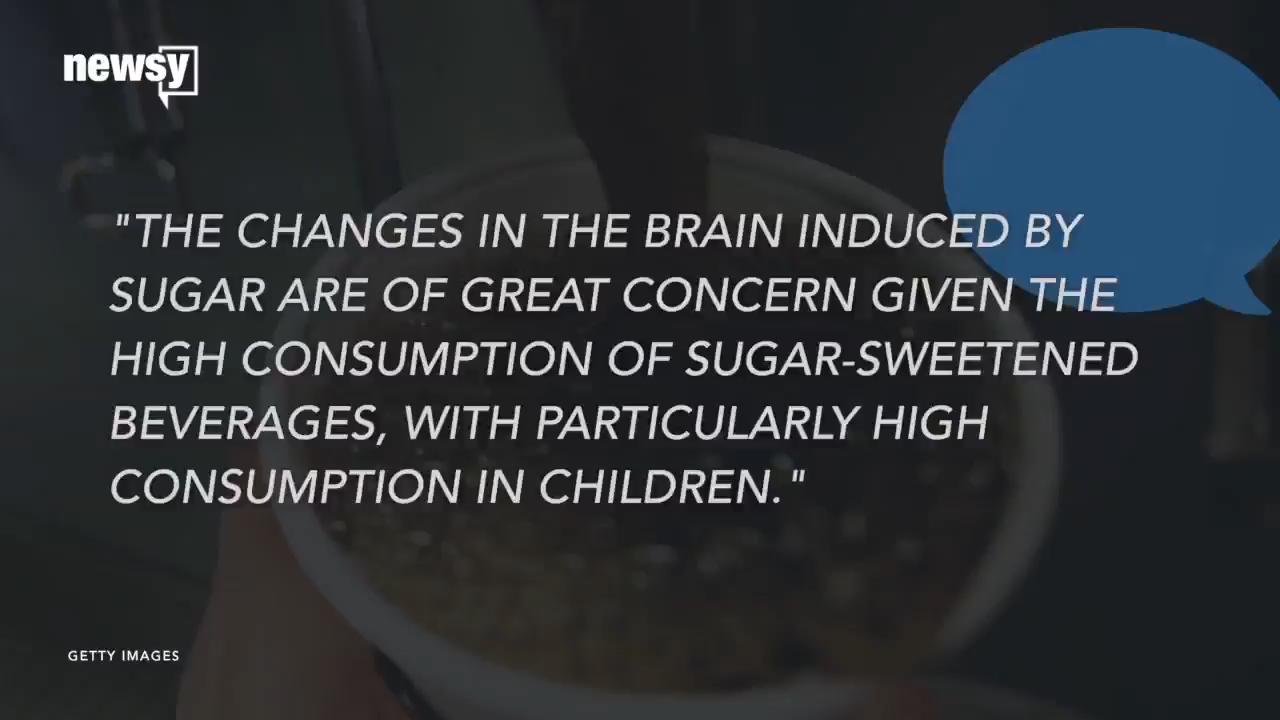 newsy
"THE CHANGES IN THE BRAIN INDUCED BY
SUGAR ARE OF GREAT CONCERN GIVEN THE
HIGH CONSUMPTION OF SUGAR-SWEETENED
BEVERAGES, WITH PARTICULARLY HIGH
CONSUMPTION IN CHILDREN."
GETTY IMAGES